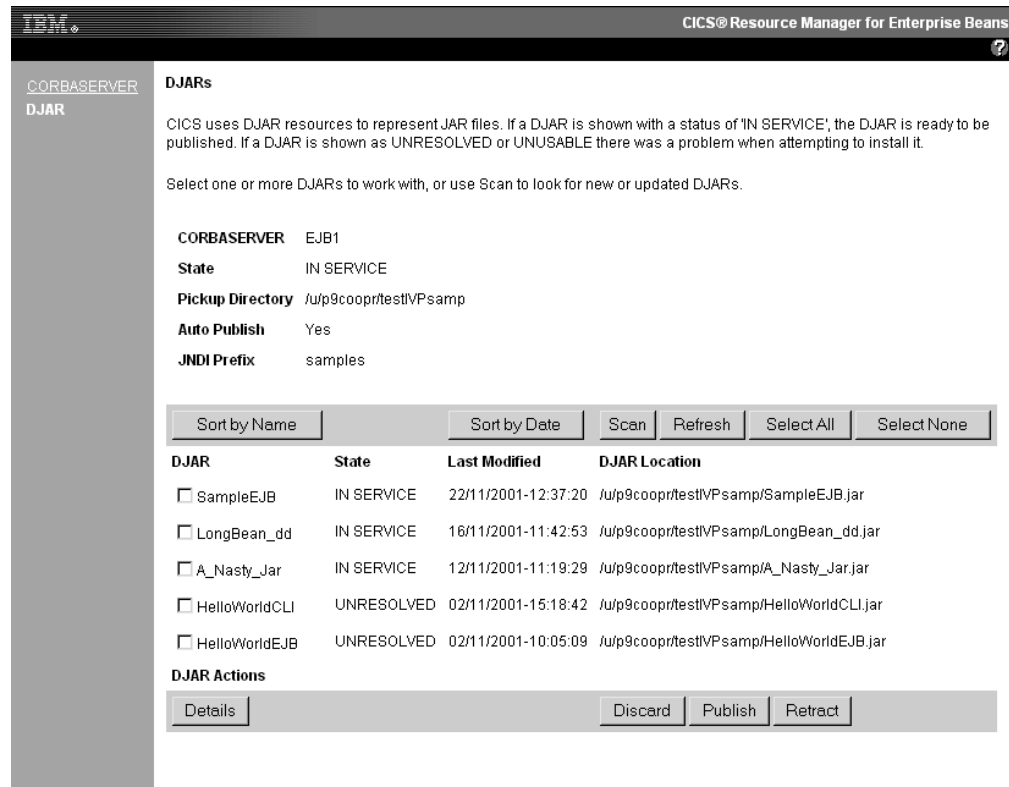 IBM
CICS® Resource Manager for Enterprise Beans
?
CORBASERVER
DJAR
DJARs
CICS uses DJAR resources to represent JAR files. If a DJAR is shown with a status of 'IN SERVICE', the DJAR is ready to be
published. If a DJAR is shown as UNRESOLVED or UNUSABLE there was a problem when attempting to install it.
Select one or more DJARs to work with, or use Scan to look for new or updated DJARs.
CORBASERVER EJB1
State IN SERVICE
Pickup Directory /u/p9coopr/testIVPsamp
Auto Publish Yes
JNDI Prefix samples
Sort by Name Sort by Date Scan Refresh Select All Select None
DJAR State Last Modified DJAR Location
SampleEJB IN SERVICE 22/11/2001-12:37:20 /u/p9coopr/testIVPsamp/SampleEJB.jar
LongBean_dd IN SERVICE 16/11/2001-11:42:53 /u/p9coopr/testIVPsamp/LongBean_dd.jar
A_Nasty_Jar IN SERVICE 12/11/2001-11:19:29 /u/p9coopr/testIVPsamp/A_Nasty_Jar.jar
HelloWorldCLI UNRESOLVED 02/11/2001-15:18:42 /u/p9coopr/testIVPsamp/HelloWorldCLI.jar
HelloWorldEJB UNRESOLVED 02/11/2001-10:05:09 /u/p9coopr/testIVPsamp/HelloWorldEJB.jar
DJAR Actions
Details Discard Publish Retract